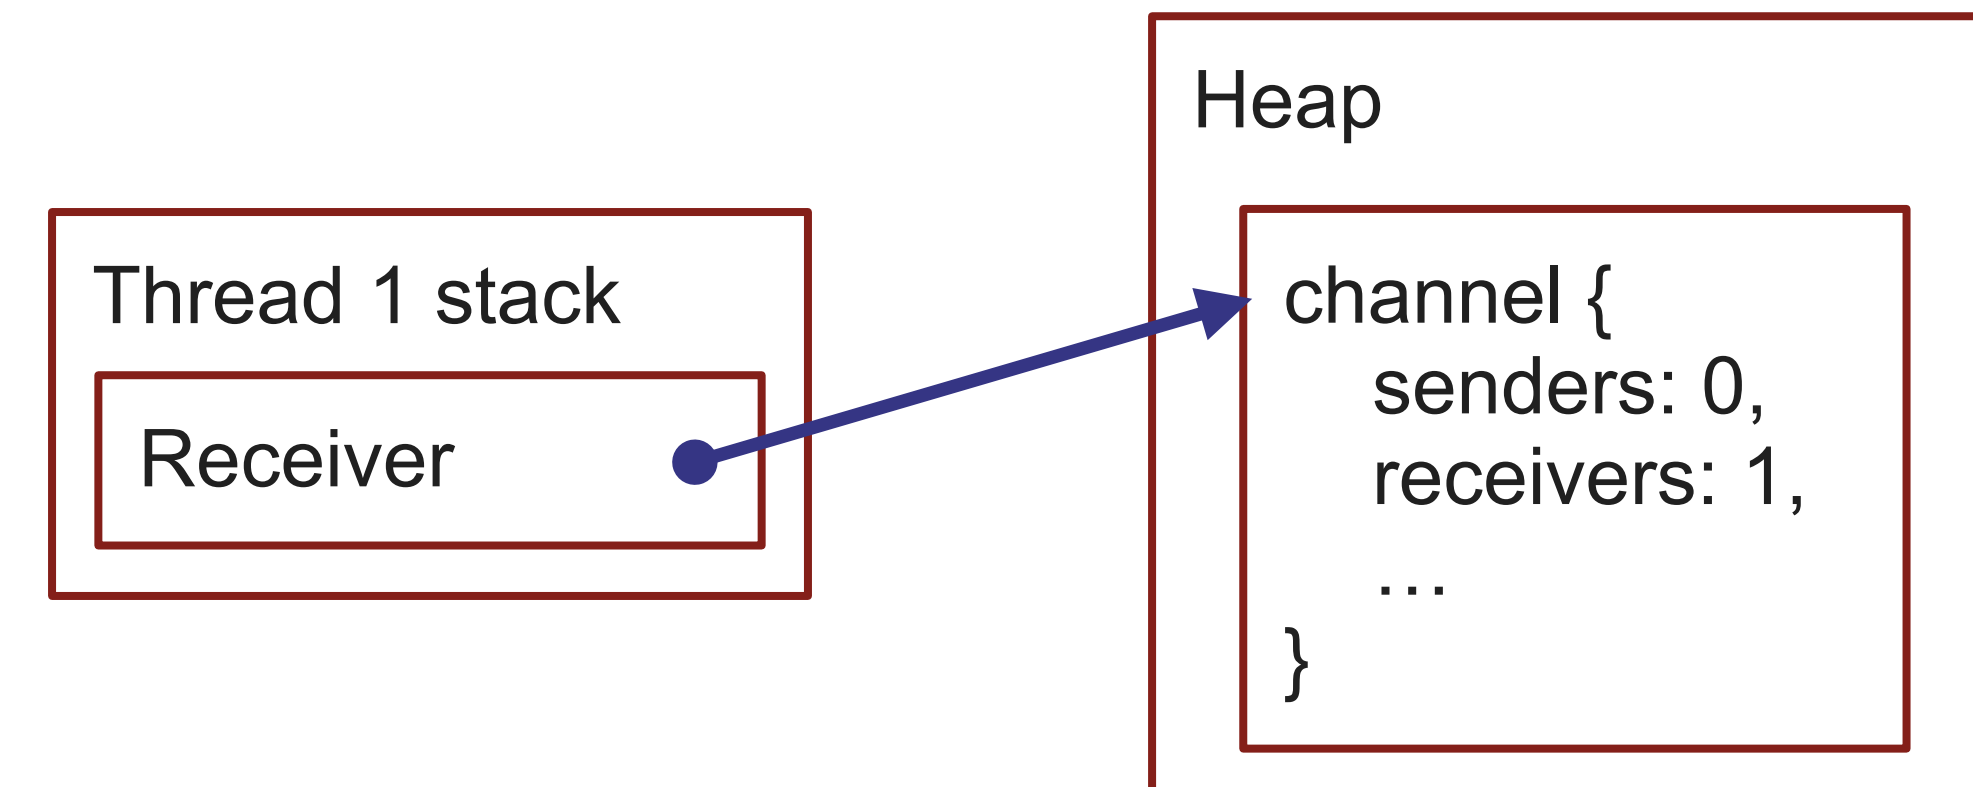 Heap
Thread 1 stack
Receiver
channel {
senders: 0,
receivers: 1,
…
}